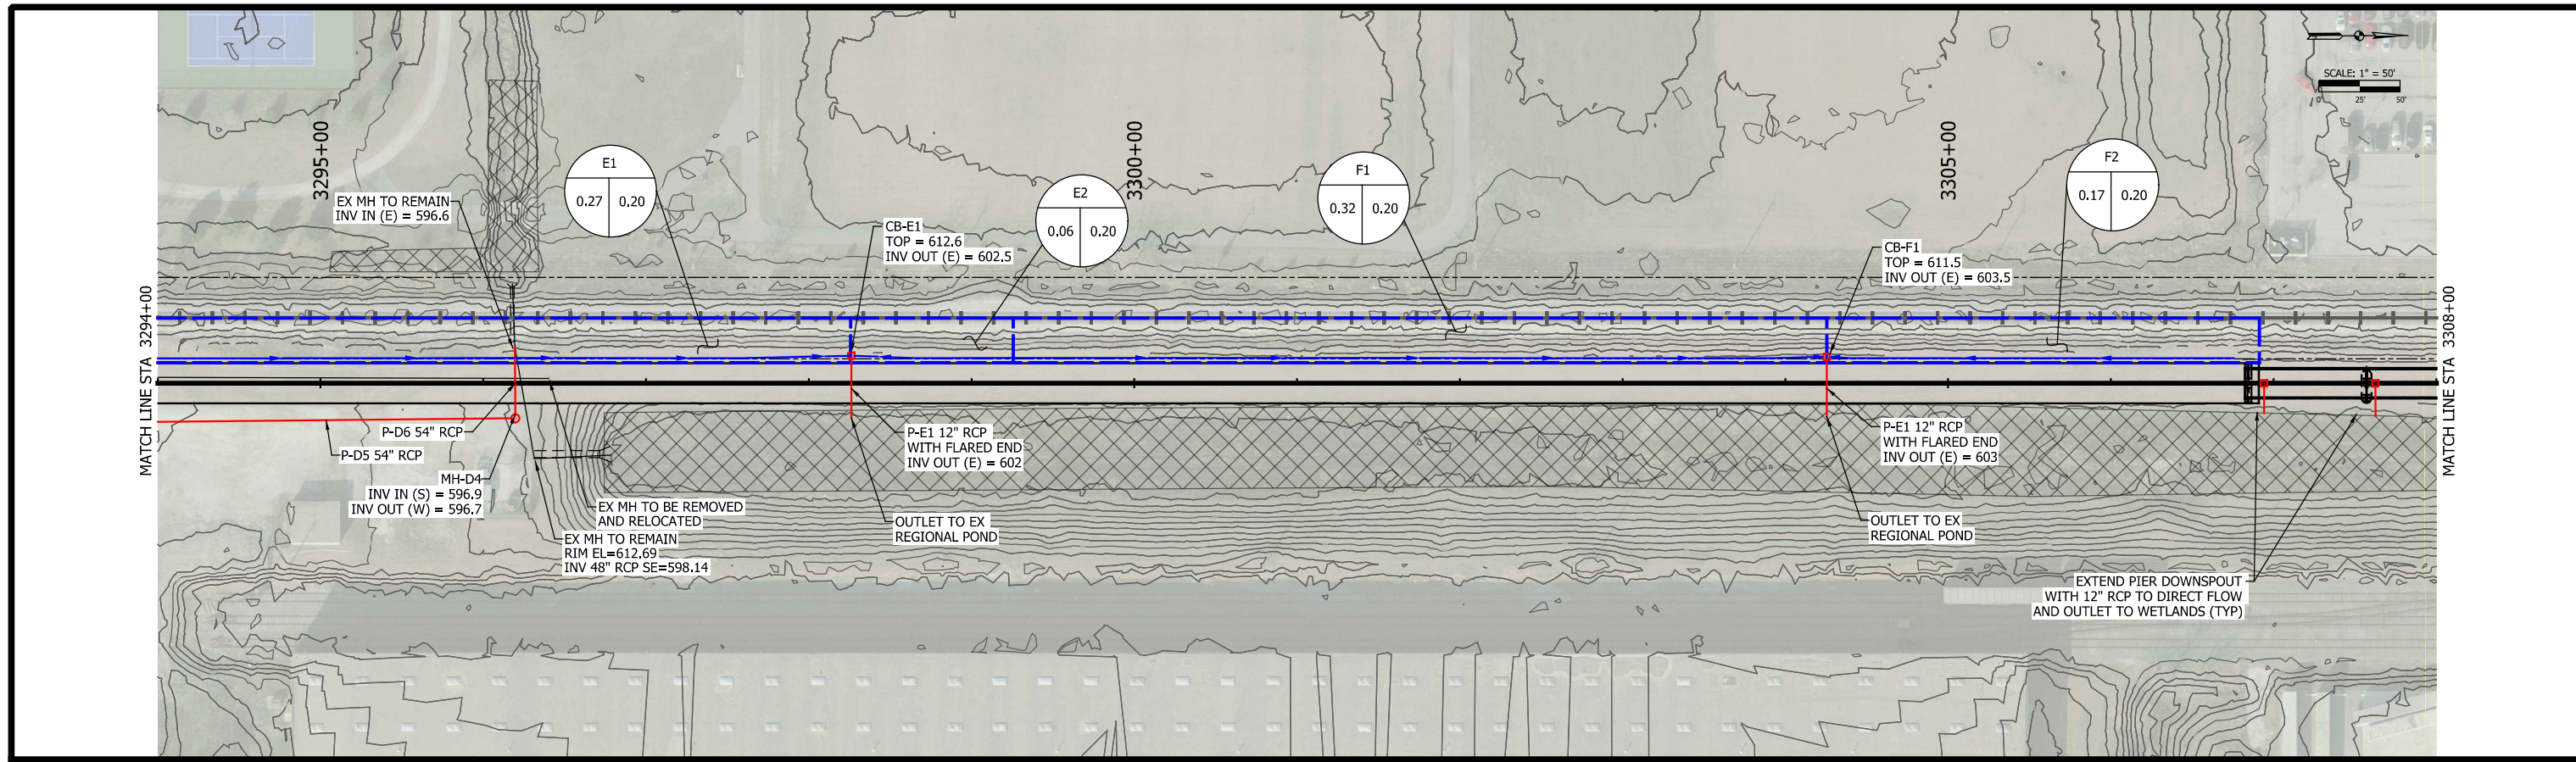 SCALE: 1" = 50'
0 25' 50'
3295+00
3300+00
3305+00
E1
0.27 0.20
E2
0.06 0.20
F1
0.32 0.20
F2
0.17 0.20
EX MH TO REMAIN
INV IN (E) = 596.6
CB-E1
TOP = 612.6
INV OUT (E) = 602.5
CB-F1
TOP = 611.5
INV OUT (E) = 603.5
MATCH LINE STA 3294+00
MATCH LINE STA 3308+00
P-D6 54" RCP
P-D5 54" RCP
MH-D4
INV IN (S) = 596.9
INV OUT (W) = 596.7
EX MH TO BE REMOVED
AND RELOCATED
EX MH TO REMAIN
RIM EL=612.69
INV 48" RCP SE=598.14
P-E1 12" RCP
WITH FLARED END
INV OUT (E) = 602
OUTLET TO EX
REGIONAL POND
P-E1 12" RCP
WITH FLARED END
INV OUT (E) = 603
OUTLET TO EX
REGIONAL POND
EXTEND PIER DOWNSPOUT
WITH 12" RCP TO DIRECT FLOW
AND OUTLET TO WETLANDS (TYP)